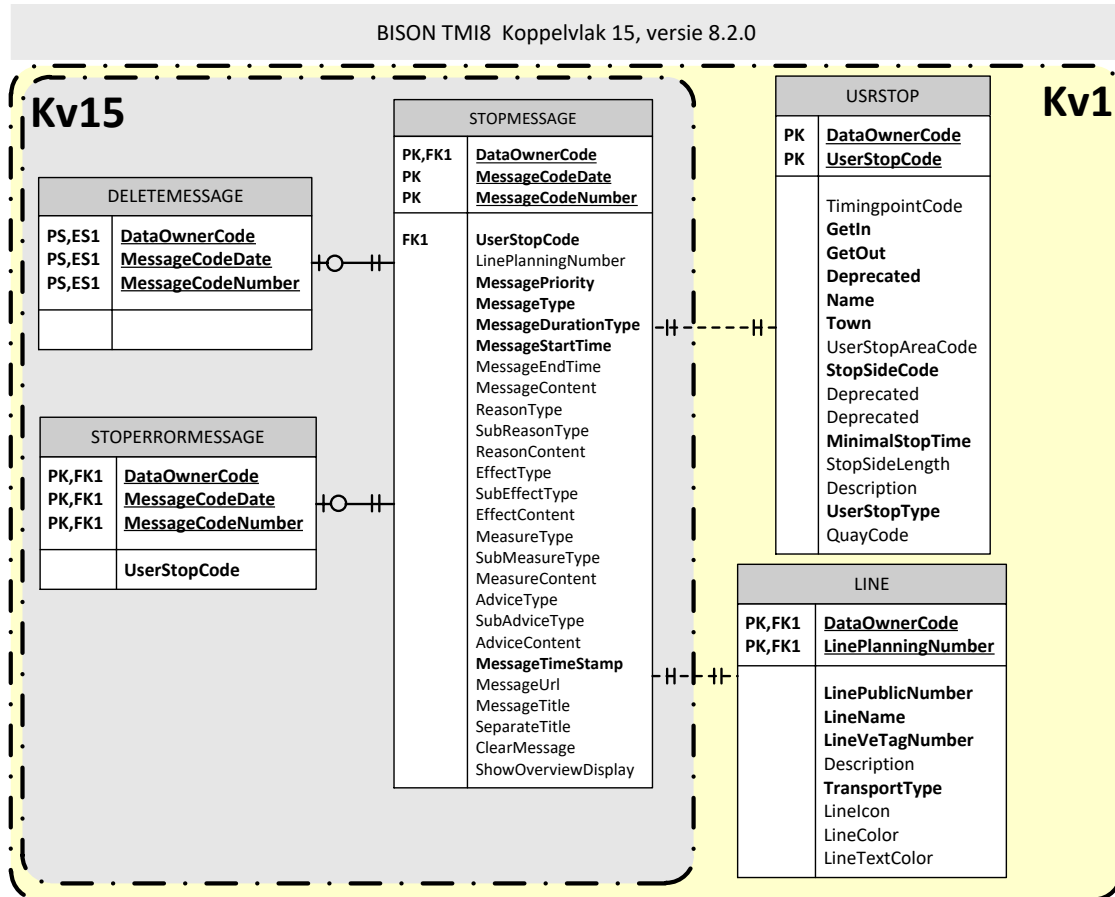 BISON TMI8 Koppelvlak 15, versie 8.2.0
Kv15
Kv1
DELETEMESSAGE
PS,ES1 DataOwnerCode
PS,ES1 MessageCodeDate
PS,ES1 MessageCodeNumber
STOPERRORMESSAGE
PK,FK1 DataOwnerCode
PK,FK1 MessageCodeDate
PK,FK1 MessageCodeNumber
UserStopCode
STOPMESSAGE
PK,FK1 DataOwnerCode
PK MessageCodeDate
PK MessageCodeNumber
FK1 UserStopCode
LinePlanningNumber
MessagePriority
MessageType
MessageDurationType
MessageStartTime
MessageEndTime
MessageContent
ReasonType
SubReasonType
ReasonContent
EffectType
SubEffectType
EffectContent
MeasureType
SubMeasureType
MeasureContent
AdviceType
SubAdviceType
AdviceContent
MessageTimeStamp
MessageUrl
MessageTitle
SeparateTitle
ClearMessage
ShowOverviewDisplay
USRSTOP
PK DataOwnerCode
PK UserStopCode
TimingpointCode
GetIn
GetOut
Deprecated
Name
Town
UserStopAreaCode
StopSideCode
Deprecated
Deprecated
MinimalStopTime
StopSideLength
Description
UserStopType
QuayCode
LINE
PK,FK1 DataOwnerCode
PK,FK1 LinePlanningNumber
LinePublicNumber
LineName
LineVeTagNumber
Description
TransportType
LineIcon
LineColor
LineTextColor